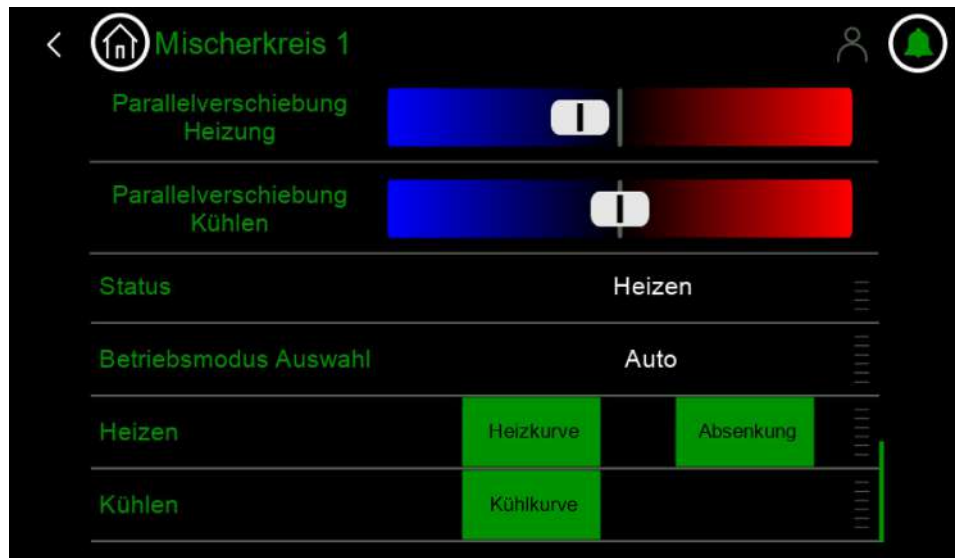 Mischerkreis 1
Parallelverschiebung
Heizung
Parallelverschiebung
Kühlen
Status Heizen
Betriebsmodus Auswahl Auto
Heizen Heizkurve Absenkung
Kühlen Kühlkurve